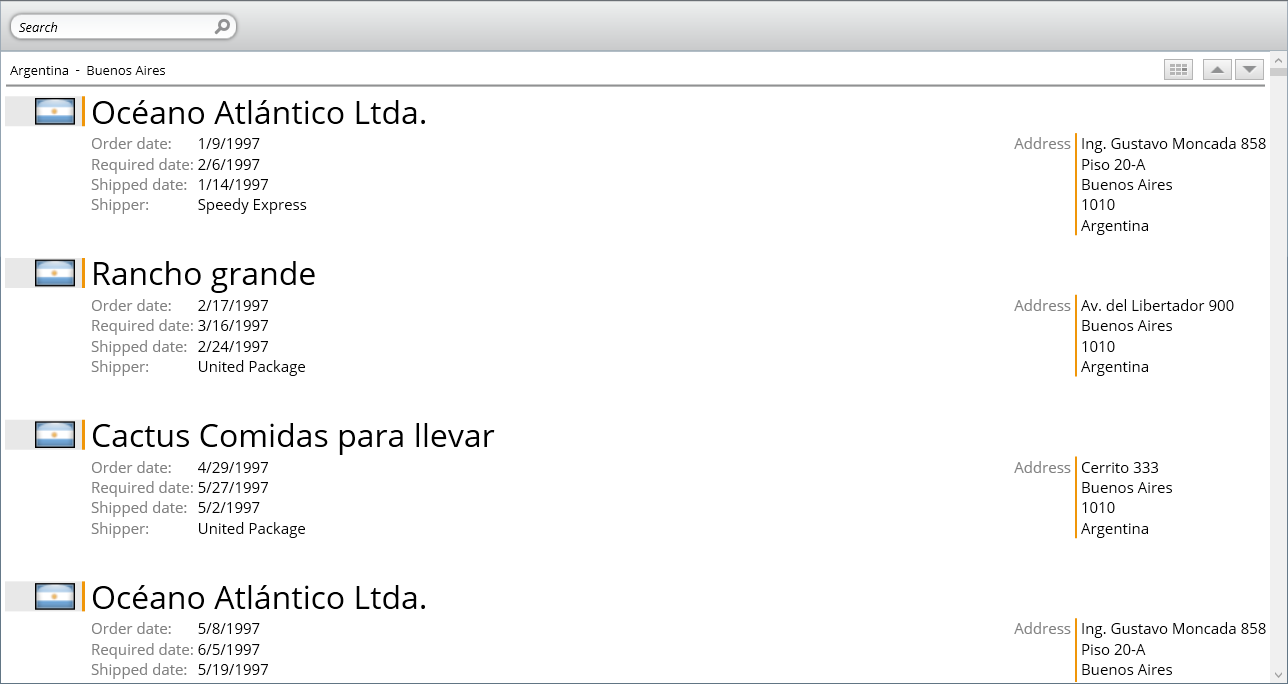 Search
Argentina - Buenos Aires
Océano Atlántico Ltda.
Order date: 1/9/1997
Required date: 2/6/1997
Shipped date: 1/14/1997
Shipper: Speedy Express
Address
Ing. Gustavo Moncada 858
Piso 20-A
Buenos Aires
1010
Argentina
Rancho grande
Order date: 2/17/1997
Required date: 3/16/1997
Shipped date: 2/24/1997
Shipper: United Package
Address
Av. del Libertador 900
Buenos Aires
1010
Argentina
Cactus Comidas para llevar
Order date: 4/29/1997
Required date: 5/27/1997
Shipped date: 5/2/1997
Shipper: United Package
Address
Cerrito 333
Buenos Aires
1010
Argentina
Océano Atlántico Ltda.
Order date: 5/8/1997
Required date: 6/5/1997
Shipped date: 5/19/1997
Address
Ing. Gustavo Moncada 858
Piso 20-A
Buenos Aires